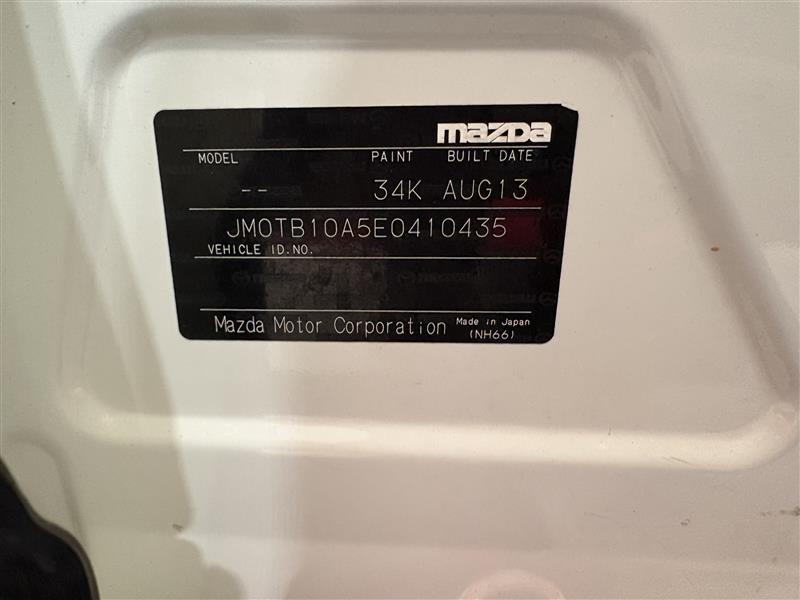 mazda
MODEL PAINT BUILT DATE
-- 34K AUG13
JM0TB10A5E0410435
VEHICLE ID.NO.
Mazda Motor Corporation Made in Japan
(NH66)